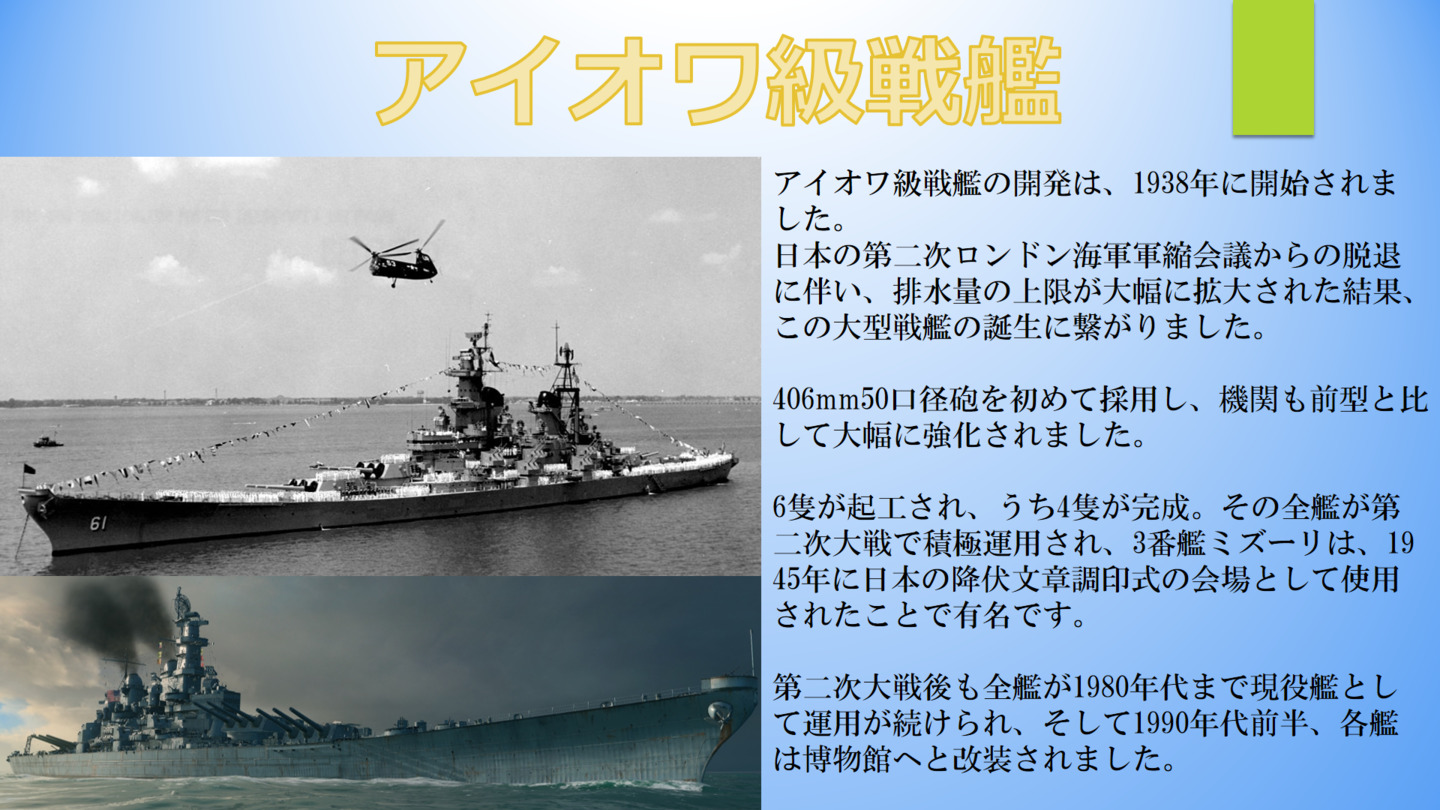 アイオワ級戦艦
アイオワ級戦艦の開発は、1938年に開始されま
した。
日本の第二次ロンドン海軍軍縮会議からの脱退
に伴い、排水量の上限が大幅に拡大された結果、
この大型戦艦の誕生に繋がりました。
406mm50口径砲を初めて採用し、機関も前型と比
して大幅に強化されました。
6隻が起工され、うち4隻が完成。その全艦が第
二次大戦で積極運用され、3番艦ミズーリは、19
45年に日本の降伏文章調印式の会場として使用
されたことで有名です。
第二次大戦後も全艦が1980年代まで現役艦とし
て運用が続けられ、そして1990年代前半、各艦
は博物館へと改装されました。
61